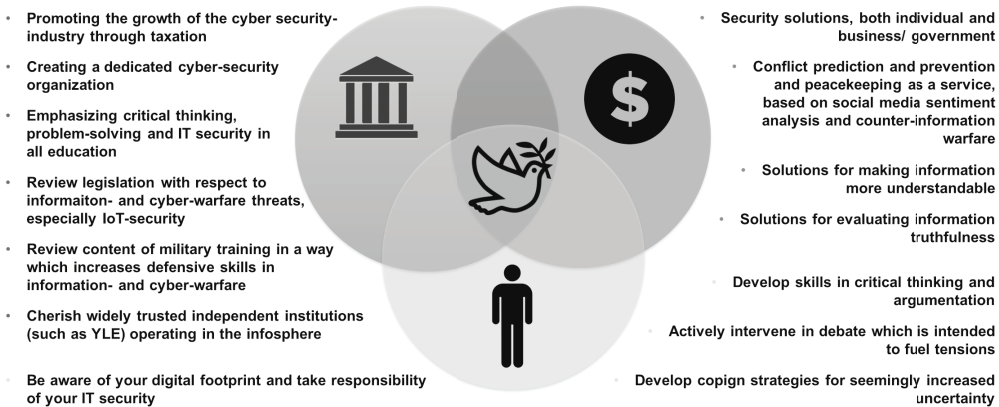 • Promoting the growth of the cyber security-
industry through taxation
• Creating a dedicated cyber-security
organization
• Emphasizing critical thinking,
problem-solving and IT security in
all education
• Review legislation with respect to
informaiton- and cyber-warfare threats,
especially IoT-security
• Review content of military training in a way
which increases defensive skills in
information- and cyber-warfare
• Cherish widely trusted independent institutions
(such as YLE) operating in the infosphere
• Be aware of your digital footprint and take responsibility
of your IT security
$
• Security solutions, both individual and
business/ government
• Conflict prediction and prevention
and peacekeeping as a service,
based on social media sentiment
analysis and counter-information
warfare
• Solutions for making information
more understandable
• Solutions for evaluating information
truthfulness
• Develop skills in critical thinking and
argumentation
• Actively intervene in debate which is intended
to fuel tensions
• Develop copign strategies for seemingly increased
uncertainty